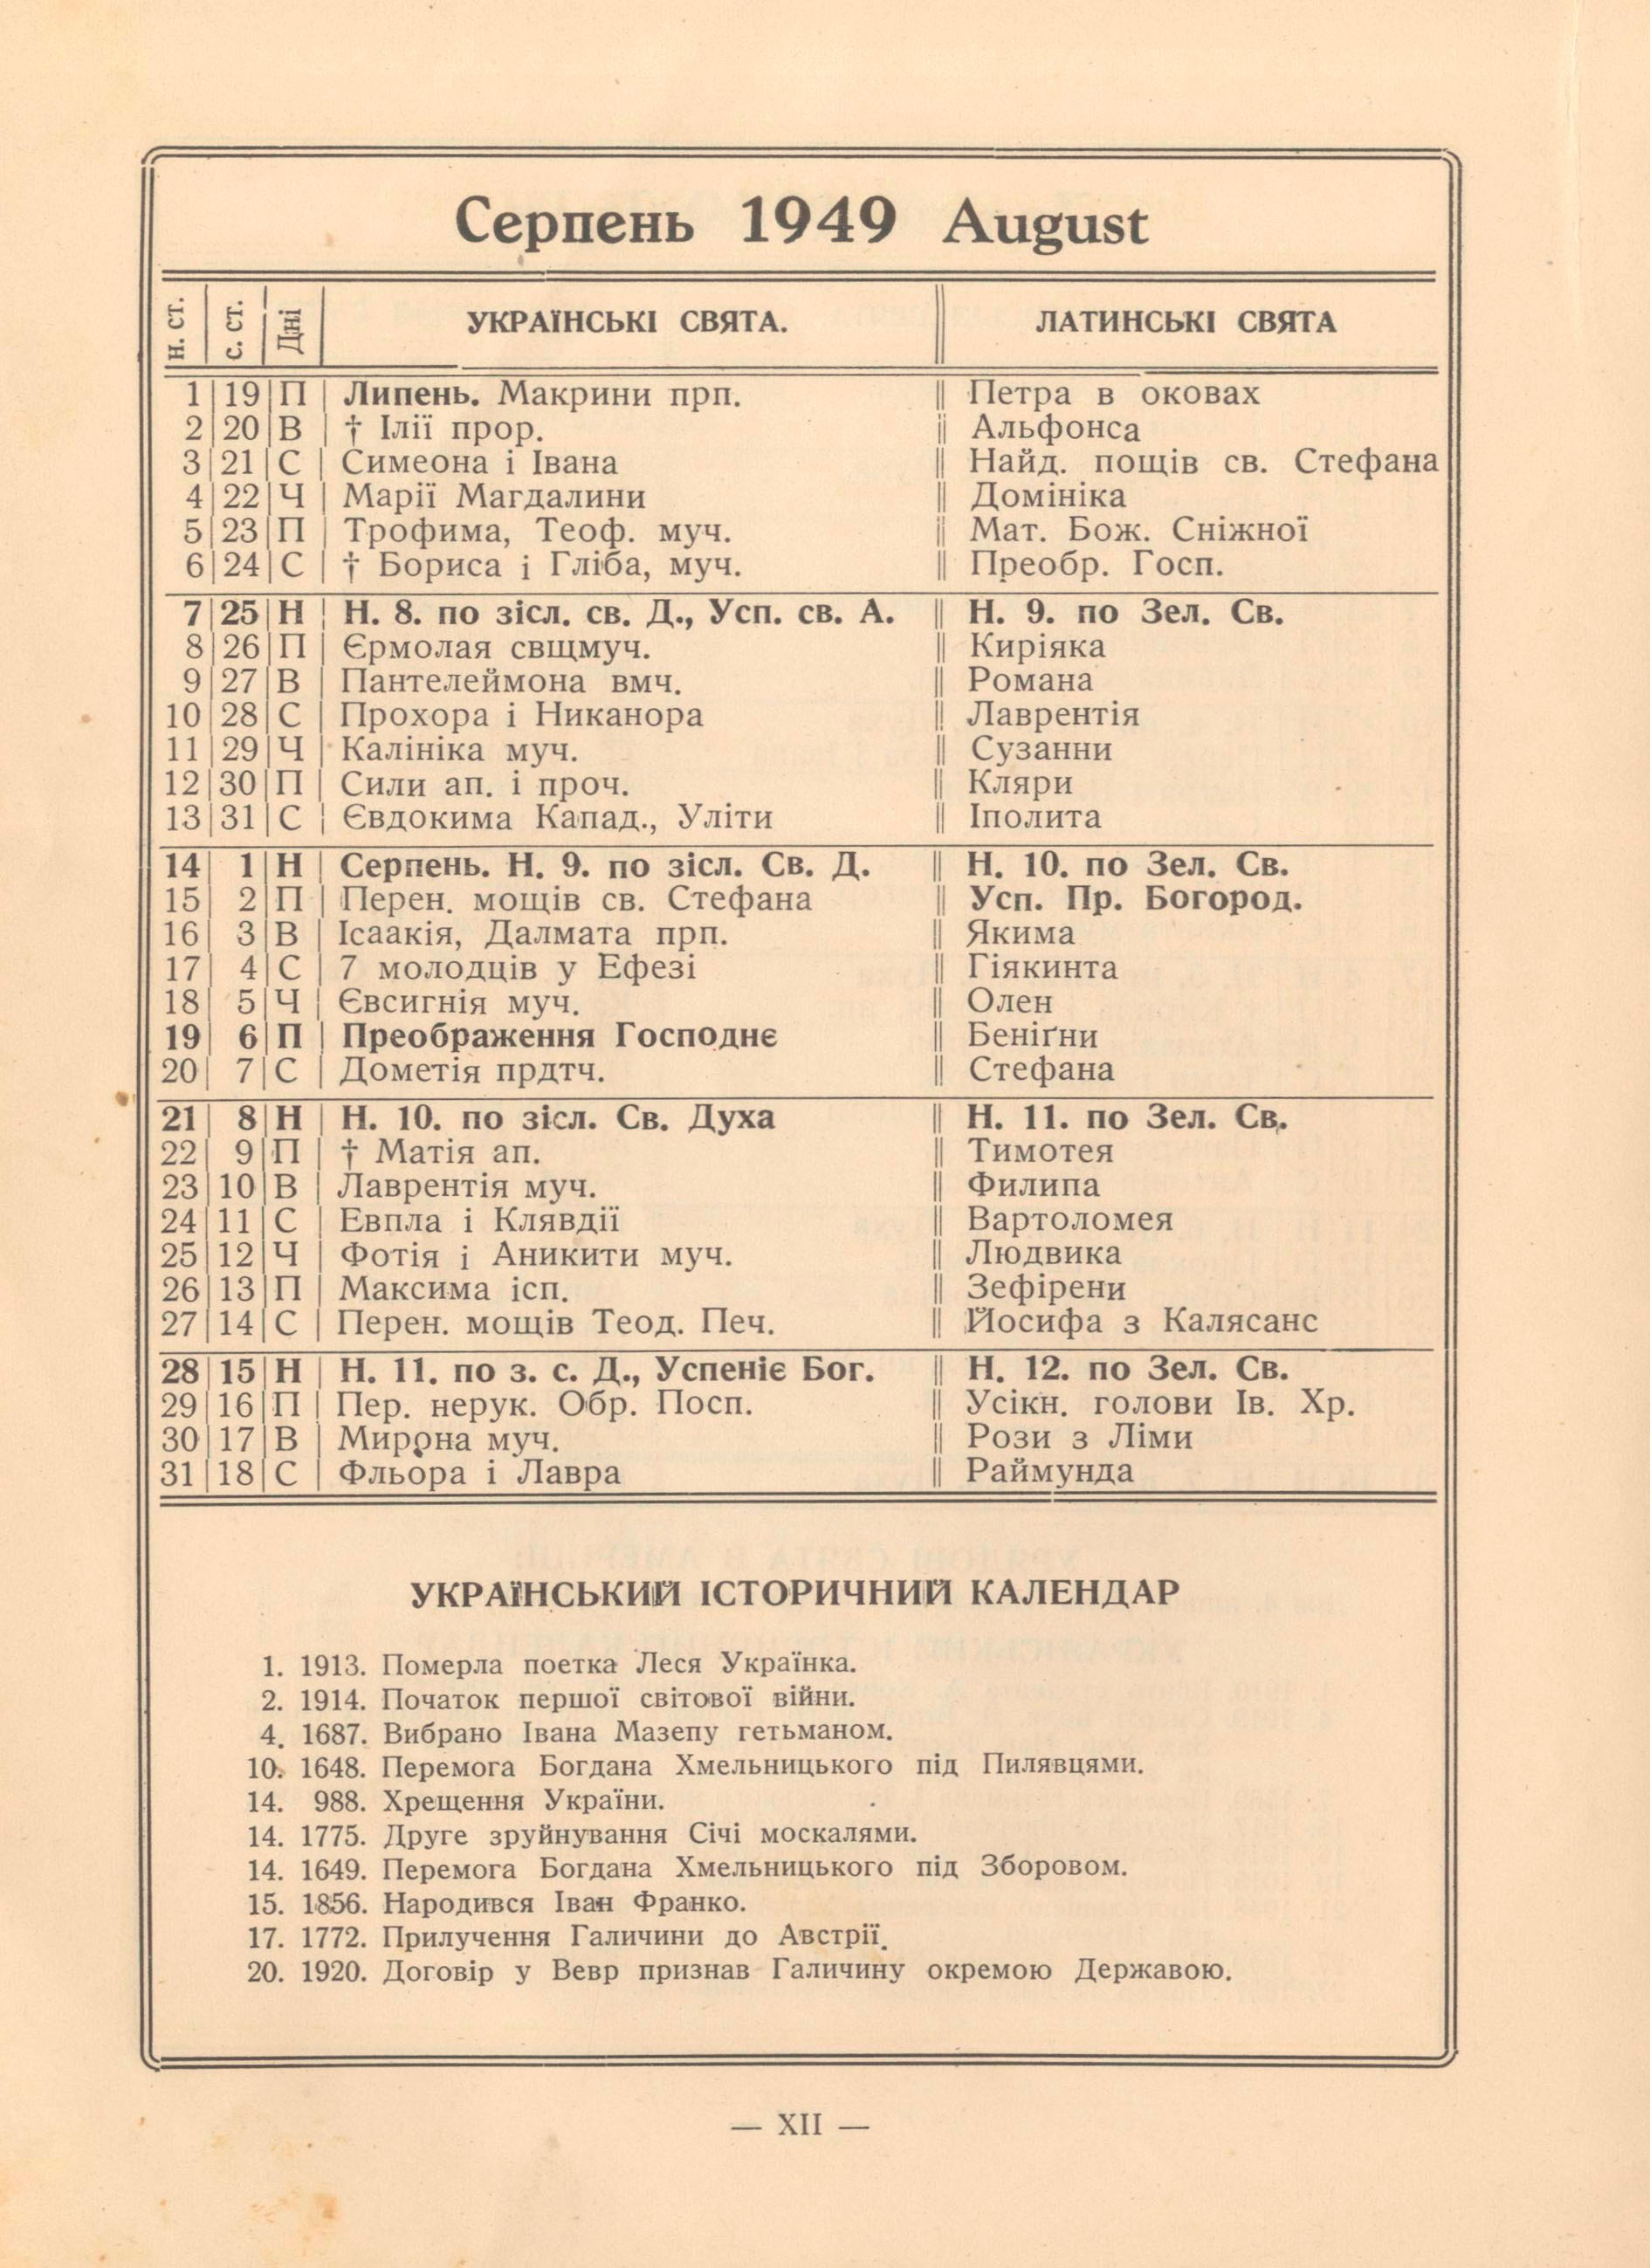 Серпень 1949 August
н. ст. | с. ст. | Дні | УКРАЇНСЬКІ СВЯТА. || ЛАТИНСЬКІ СВЯТА
1 | 19 | П | Липень. Макрини прп. || Петра в оковах
2 | 20 | В | † Ілії прор. || Альфонса
3 | 21 | С | Симеона і Івана || Найд. пощів св. Стефана
4 | 22 | Ч | Марії Магдалини || Домініка
5 | 23 | П | Трофима, Теоф. муч. || Мат. Бож. Сніжної
6 | 24 | С | † Бориса і Гліба, муч. || Преобр. Госп.
7 | 25 | Н | Н. 8. по зісл. св. Д., Усп. св. А. || Н. 9. по Зел. Св.
8 | 26 | П | Єрмолая свщмуч. || Киріяка
9 | 27 | В | Пантелеймона вмч. || Романа
10 | 28 | С | Прохора і Никанора || Лаврентія
11 | 29 | Ч | Калініка муч. || Сузанни
12 | 30 | П | Сили ап. і проч. || Кляри
13 | 31 | С | Євдокима Капад., Уліти || Іполита
14 | 1 | Н | Серпень. Н. 9. по зісл. Св. Д. || Н. 10. по Зел. Св.
15 | 2 | П | Перен. мощів св. Стефана || Усп. Пр. Богород.
16 | 3 | В | Ісаакія, Далмата прп. || Якима
17 | 4 | С | 7 молодців у Ефезі || Гіякинта
18 | 5 | Ч | Євсигнія муч. || Олен
19 | 6 | П | Преображення Господнє || Беніґни
20 | 7 | С | Дометія прдтч. || Стефана
21 | 8 | Н | Н. 10. по зісл. Св. Духа || Н. 11. по Зел. Св.
22 | 9 | П | † Матія ап. || Тимотея
23 | 10 | В | Лаврентія муч. || Филипа
24 | 11 | С | Евпла і Клявдії || Вартоломея
25 | 12 | Ч | Фотія і Аникити муч. || Людвика
26 | 13 | П | Максима ісп. || Зефірени
27 | 14 | С | Перен. мощів Теод. Печ. || Йосифа з Калясанс
28 | 15 | Н | Н. 11. по з. с. Д., Успеніє Бог. || Н. 12. по Зел. Св.
29 | 16 | П | Пер. нерук. Обр. Посп. || Усікн. голови Ів. Хр.
30 | 17 | В | Мирона муч. || Рози з Ліми
31 | 18 | С | Фльора і Лавра || Раймунда
УКРАЇНСЬКИЙ ІСТОРИЧНИЙ КАЛЕНДАР
1. 1913. Померла поетка Леся Українка.
2. 1914. Початок першої світової війни.
4. 1687. Вибрано Івана Мазепу гетьманом.
10. 1648. Перемога Богдана Хмельницького під Пилявцями.
14. 988. Хрещення України.
14. 1775. Друге зруйнування Січі москалями.
14. 1649. Перемога Богдана Хмельницького під Зборовом.
15. 1856. Народився Іван Франко.
17. 1772. Прилучення Галичини до Австрії.
20. 1920. Договір у Вевр признав Галичину окремою Державою.
— XII —